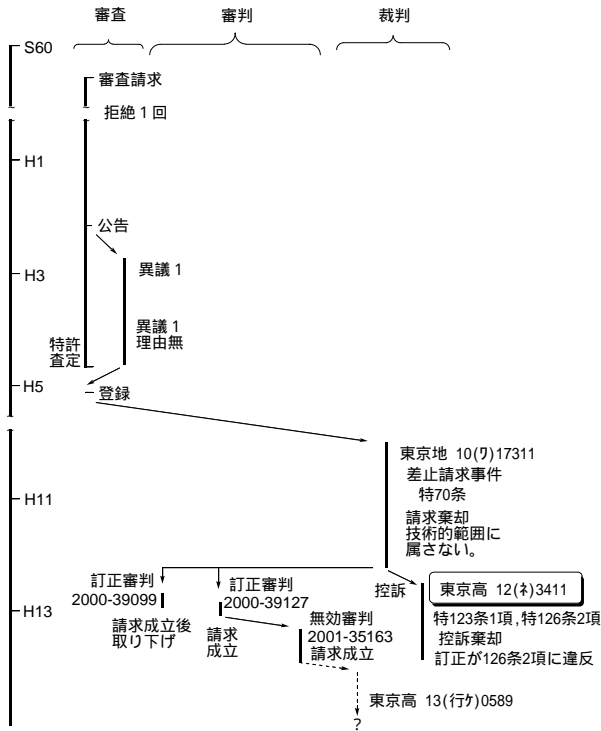 審査 審判 裁判
S60
審査請求
拒絶1回
H1
公告
H3
異議1
異議1
理由無
特許
査定
H5
登録
東京地 10(ワ)17311
差止請求事件
特70条
H11
請求棄却
技術的範囲に
属さない。
訂正審判
2000-39099
訂正審判
2000-39127
控訴
東京高 12(ネ)3411
H13
請求成立後
取り下げ
請求
成立
無効審判
2001-35163
請求成立
特123条1項,特126条2項
控訴棄却
訂正が126条2項に違反
東京高 13(行ケ)0589
?